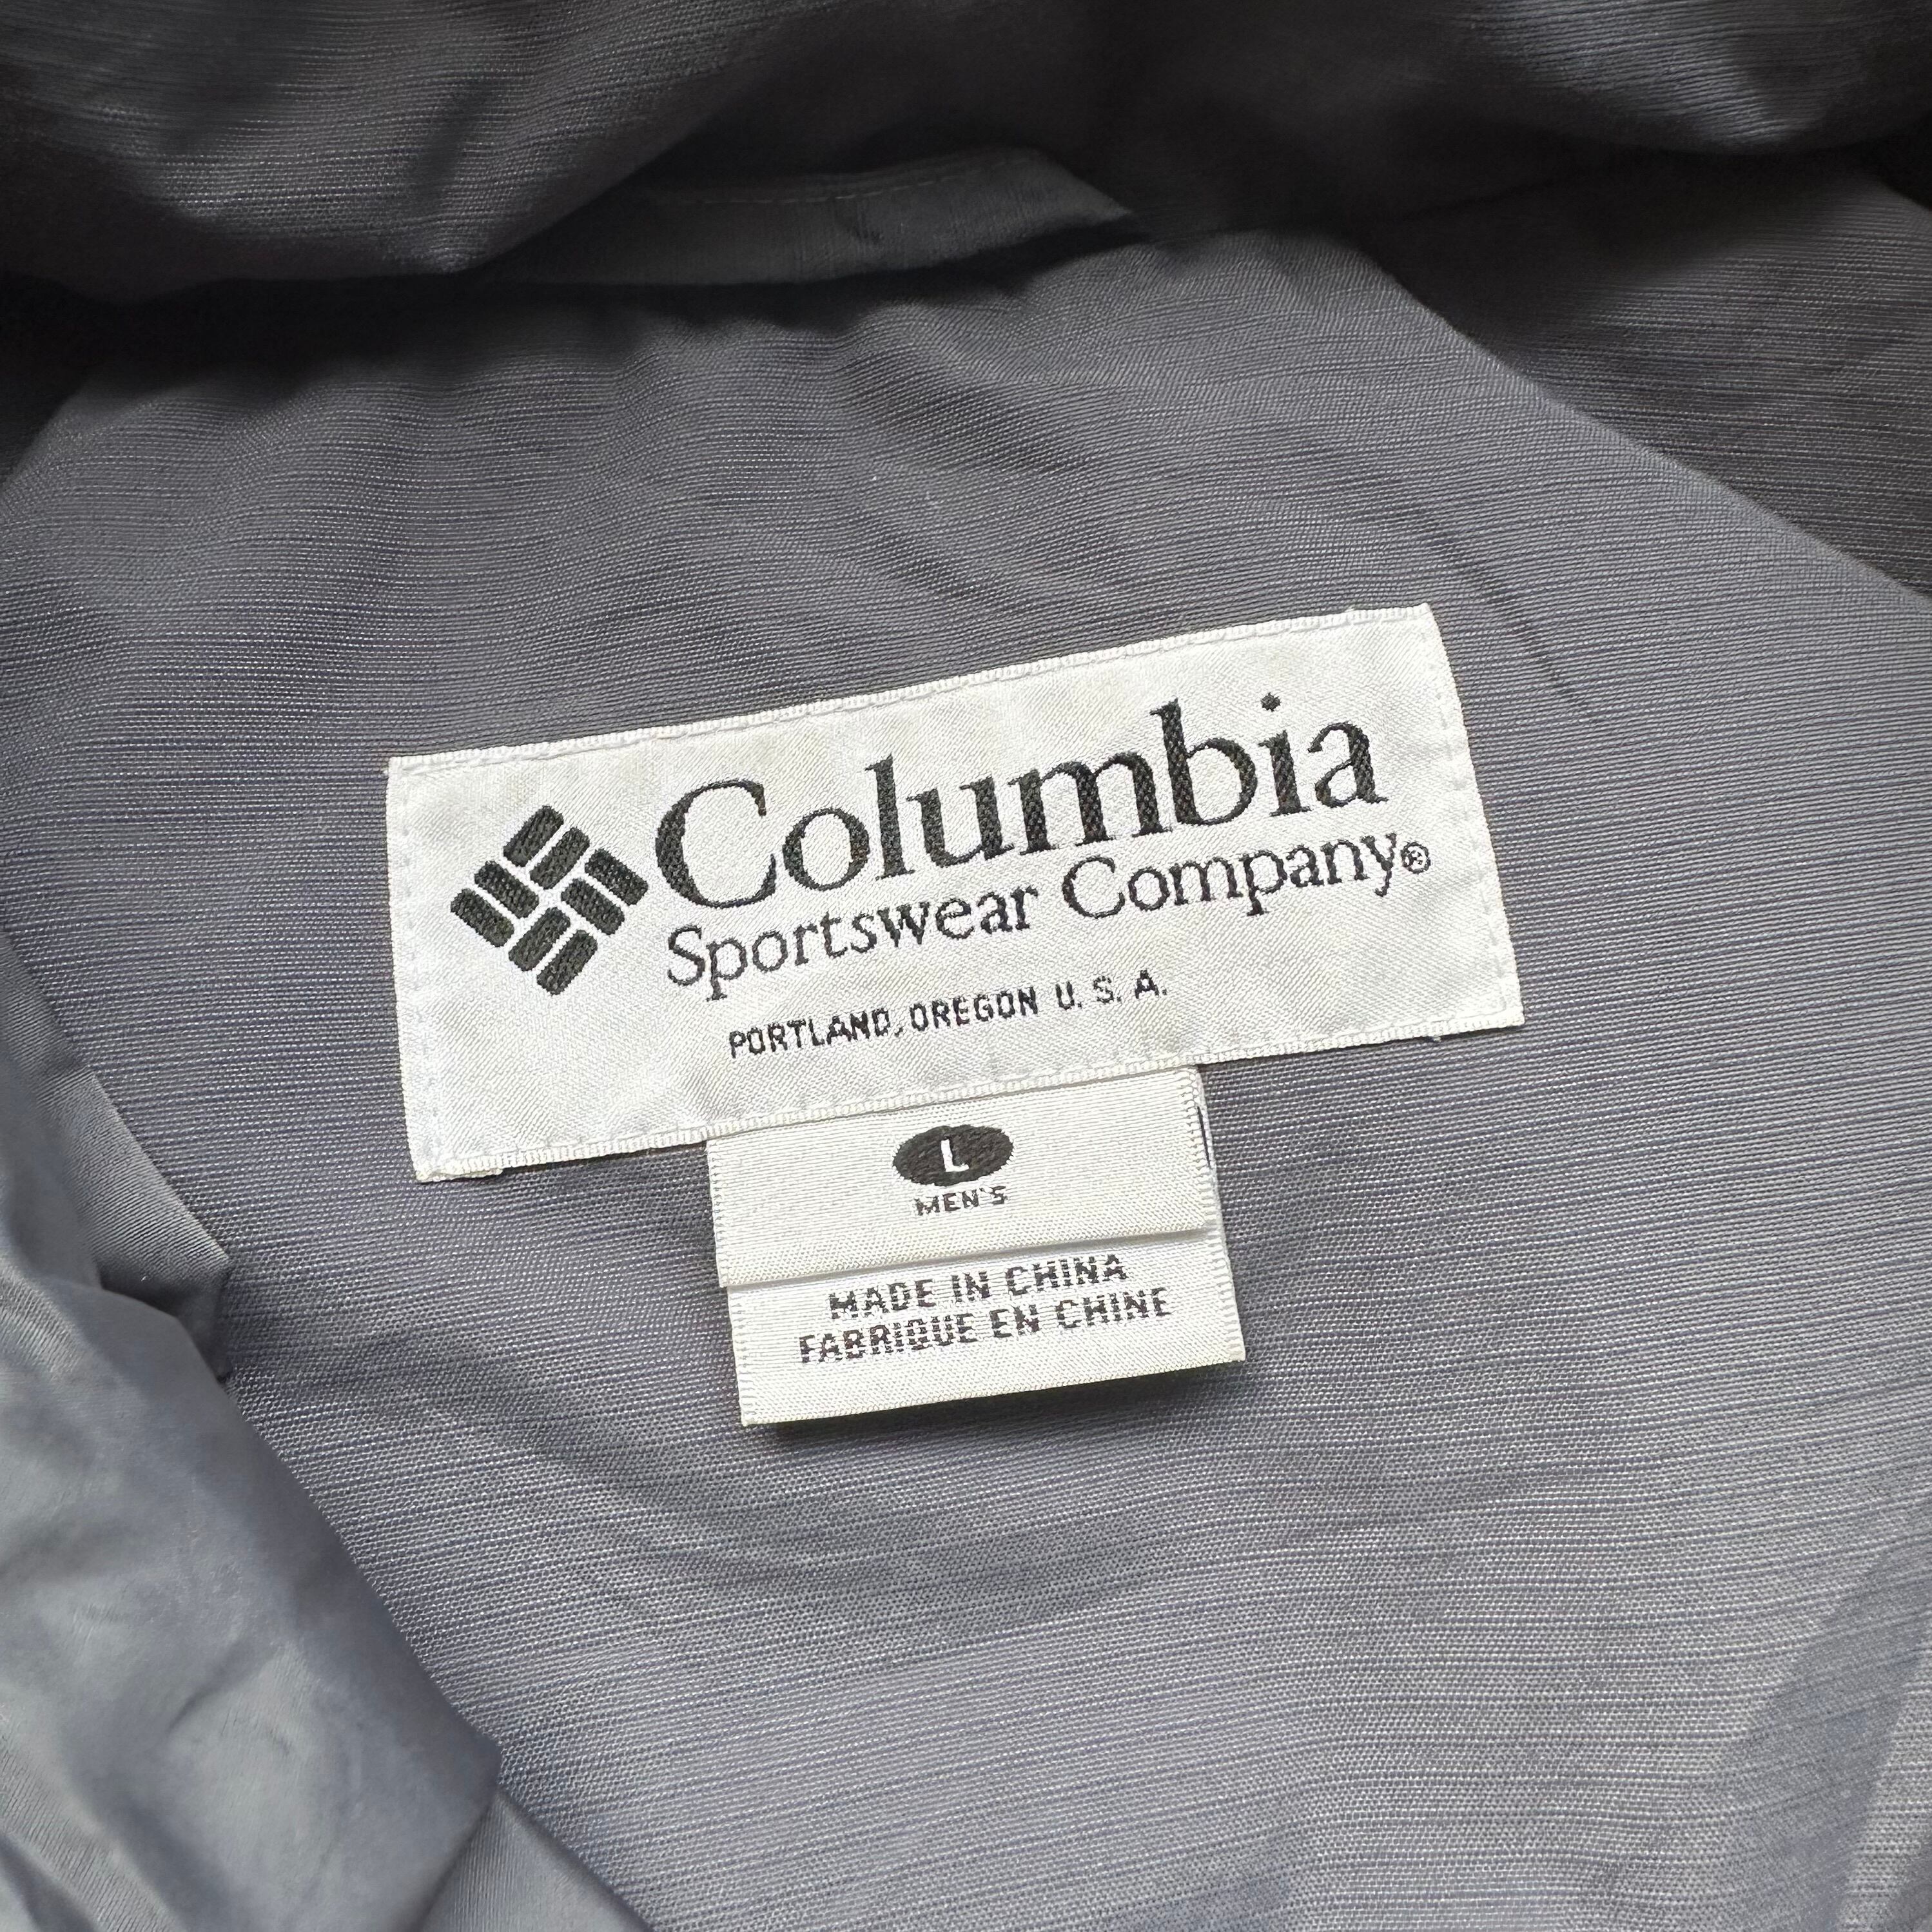 Columbia
Sportswear Company®
PORTLAND, OREGON U. S. A.
L
MEN'S
MADE IN CHINA
FABRIQUE EN CHINE